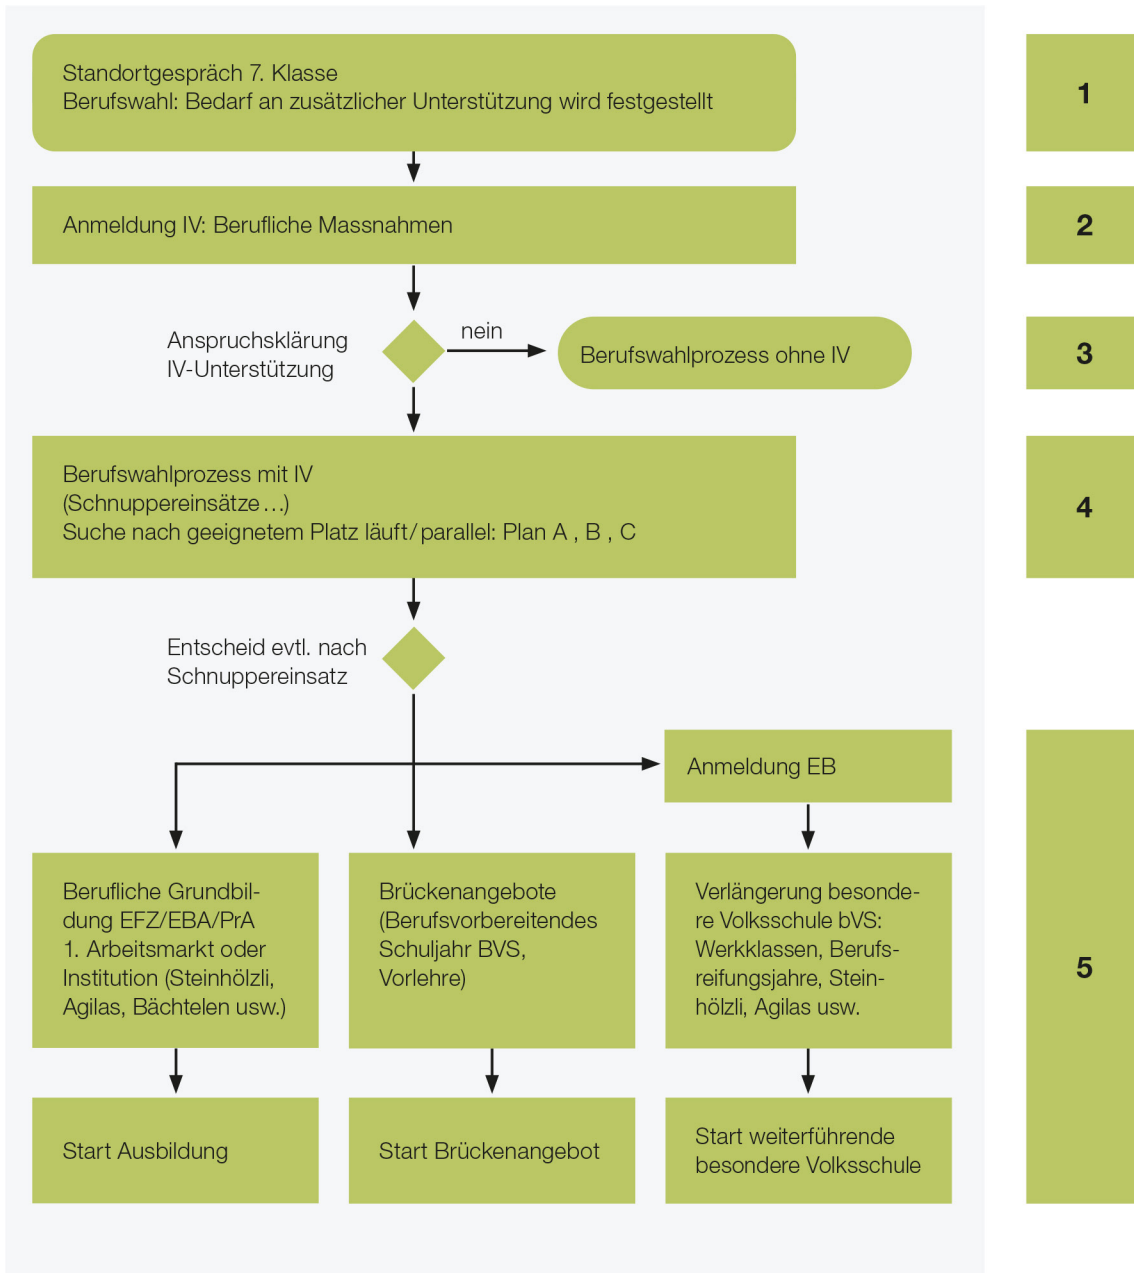 Standortgespräch 7. Klasse
Berufswahl: Bedarf an zusätzlicher Unterstützung wird festgestellt
1
Anmeldung IV: Berufliche Massnahmen
2
Anspruchsklärung
IV-Unterstützung
nein
Berufswahlprozess ohne IV
3
Berufswahlprozess mit IV
(Schnuppereinsätze…)
Suche nach geeignetem Platz läuft/parallel: Plan A , B , C
4
Entscheid evtl. nach
Schnuppereinsatz
Anmeldung EB
Berufliche Grundbil-
dung EFZ/EBA/PrA
1. Arbeitsmarkt oder
Institution (Steinhölzli,
Agilas, Bächtelen usw.)
Brückenangebote
(Berufsvorbereitendes
Schuljahr BVS,
Vorlehre)
Verlängerung besonde-
re Volksschule bVS:
Werkklassen, Berufs-
reifungsjahre, Stein-
hölzli, Agilas usw.
5
Start Ausbildung
Start Brückenangebot
Start weiterführende
besondere Volksschule